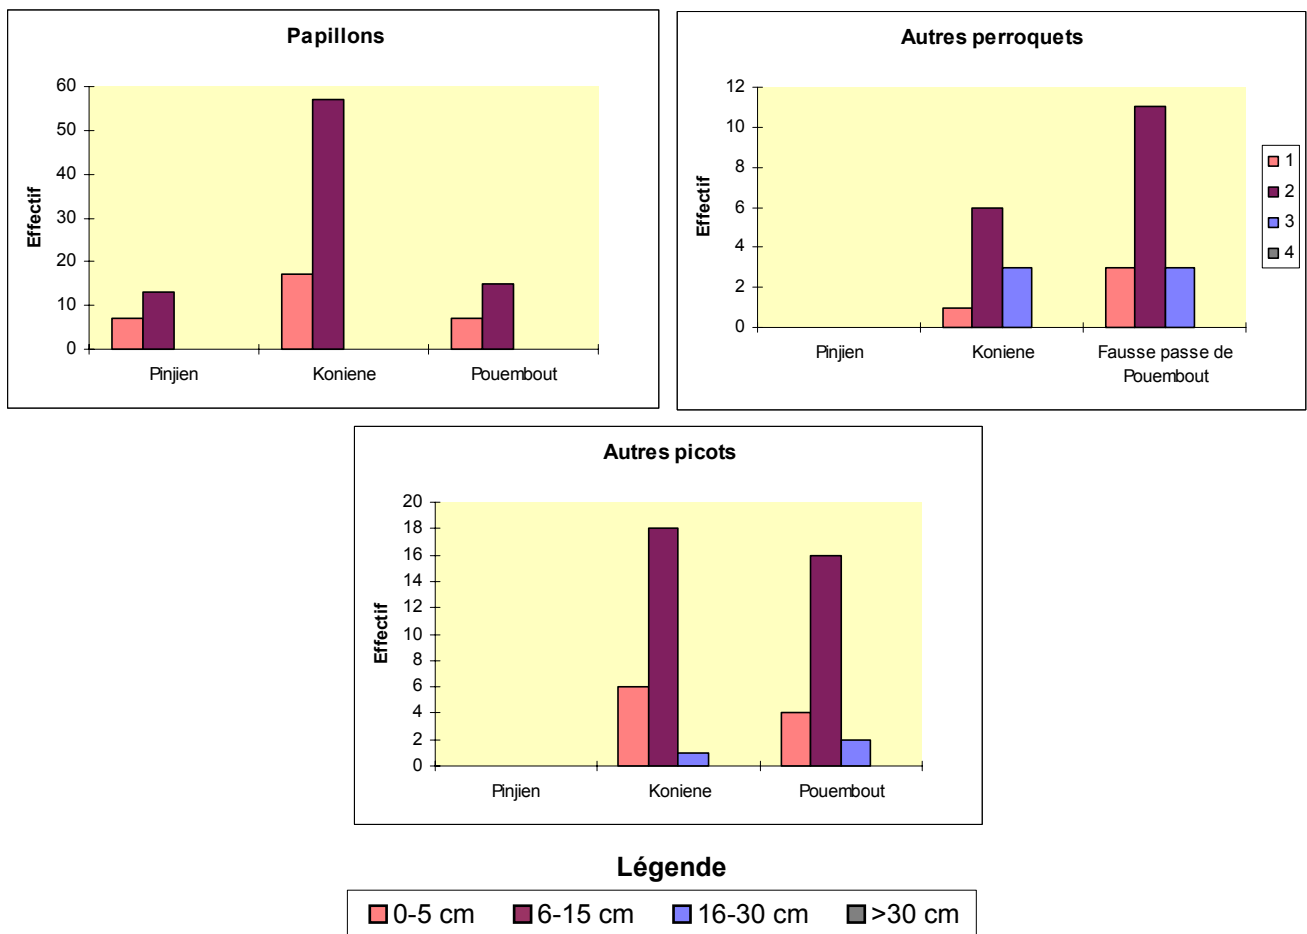 Papillons
60
50
40
30
20
10
0
Effectif
Pinjien Koniene Pouembout
Autres perroquets
12
10
8
6
4
2
0
Effectif
Pinjien Koniene Fausse passe de
Pouembout
1
2
3
4
Autres picots
20
18
16
14
12
10
8
6
4
2
0
Effectif
Pinjien Koniene Pouembout
Légende
0-5 cm 6-15 cm 16-30 cm >30 cm